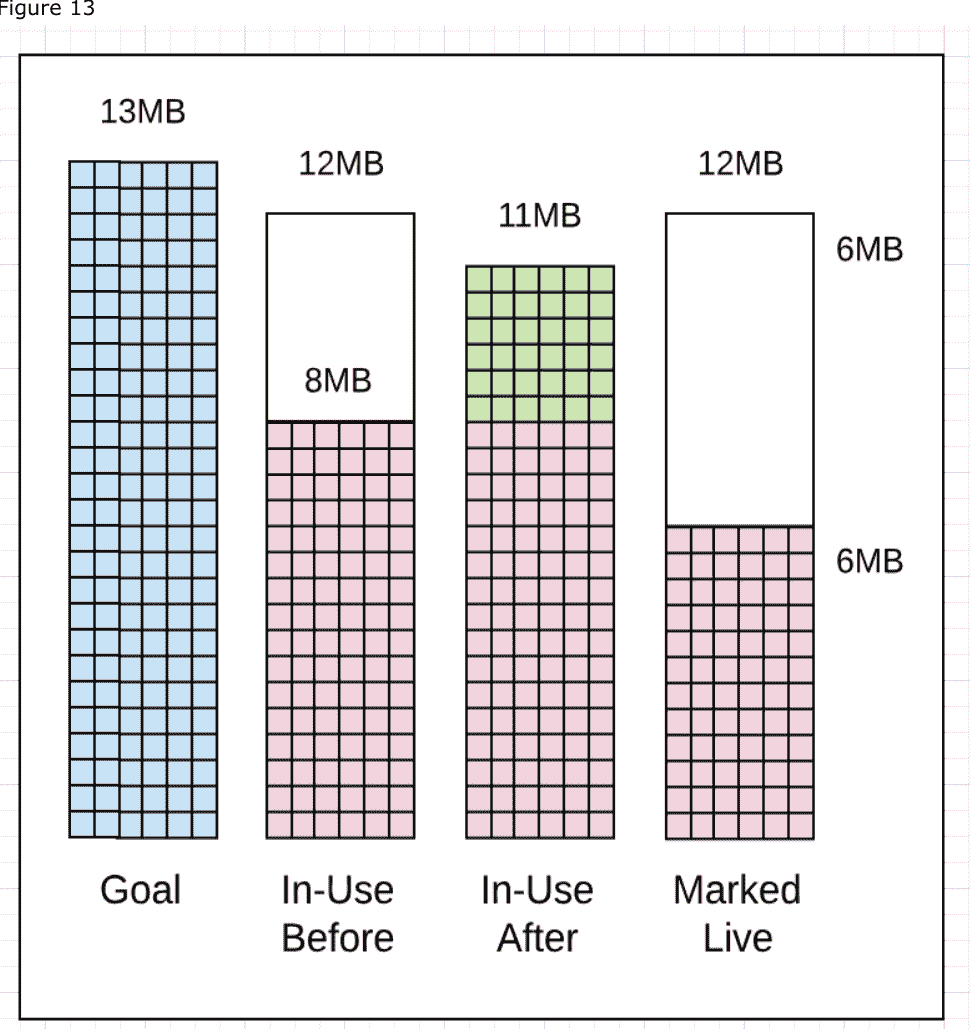 Figure 13
13MB
12MB
12MB
11MB
6MB
8MB
6MB
Goal
In-Use
Before
In-Use
After
Marked
Live